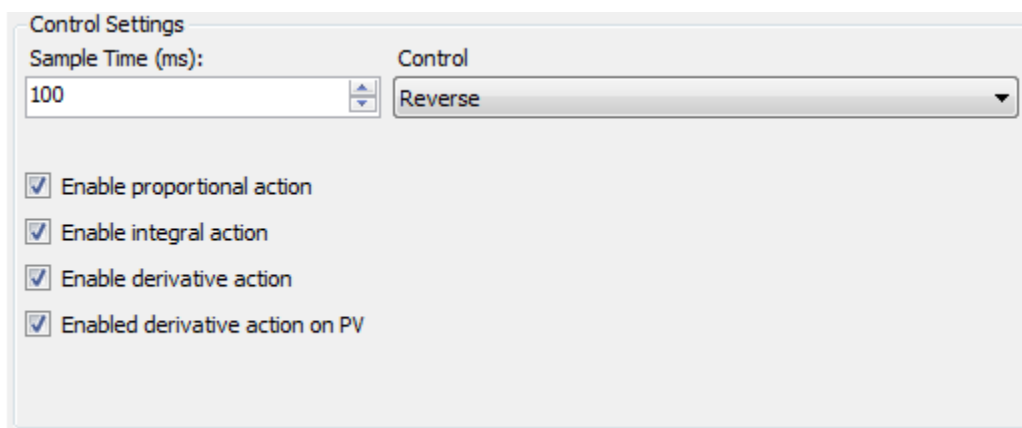 Control Settings
Sample Time (ms): Control
100 Reverse
Enable proportional action
Enable integral action
Enable derivative action
Enabled derivative action on PV